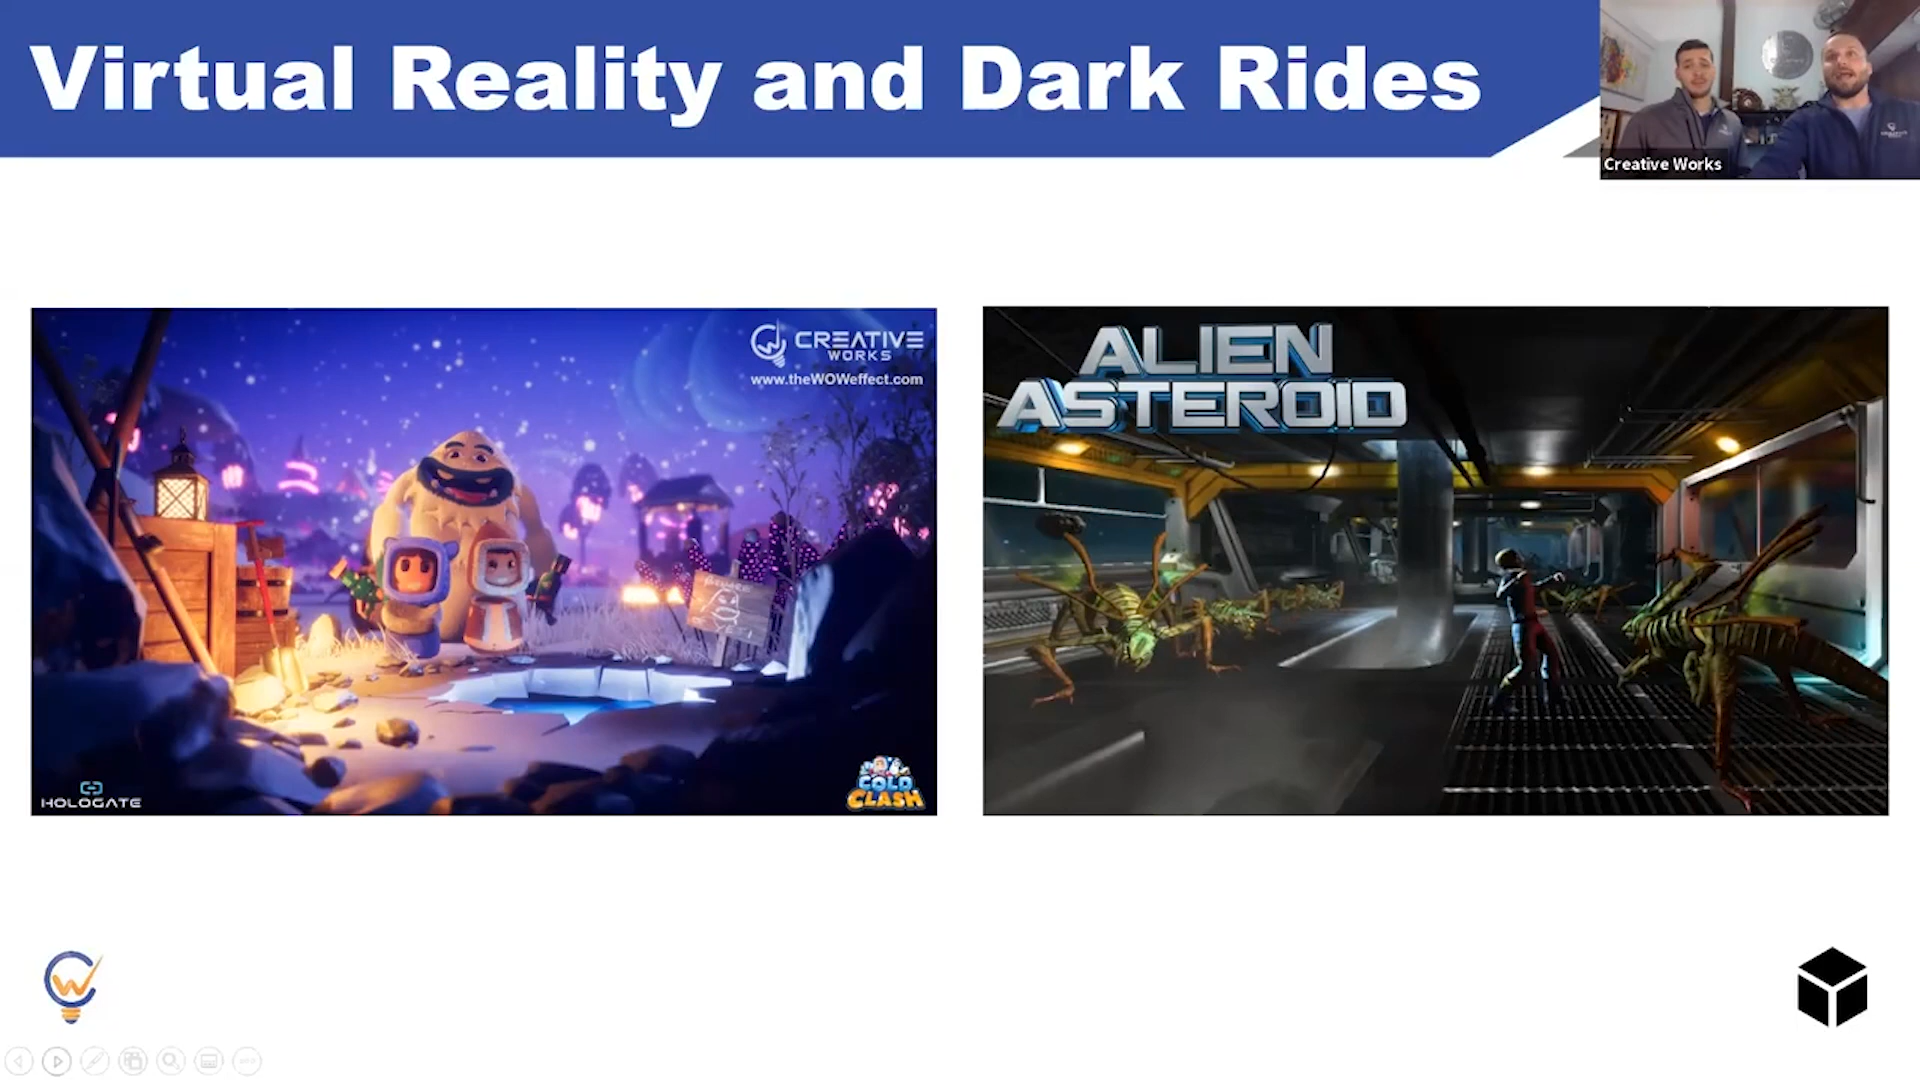 Virtual Reality and Dark Rides
Creative Works
CREATIVE
WORKS
www.theWOWeffect.com
HOLOGATE
COLD
CLASH
ALIEN
ASTEROID